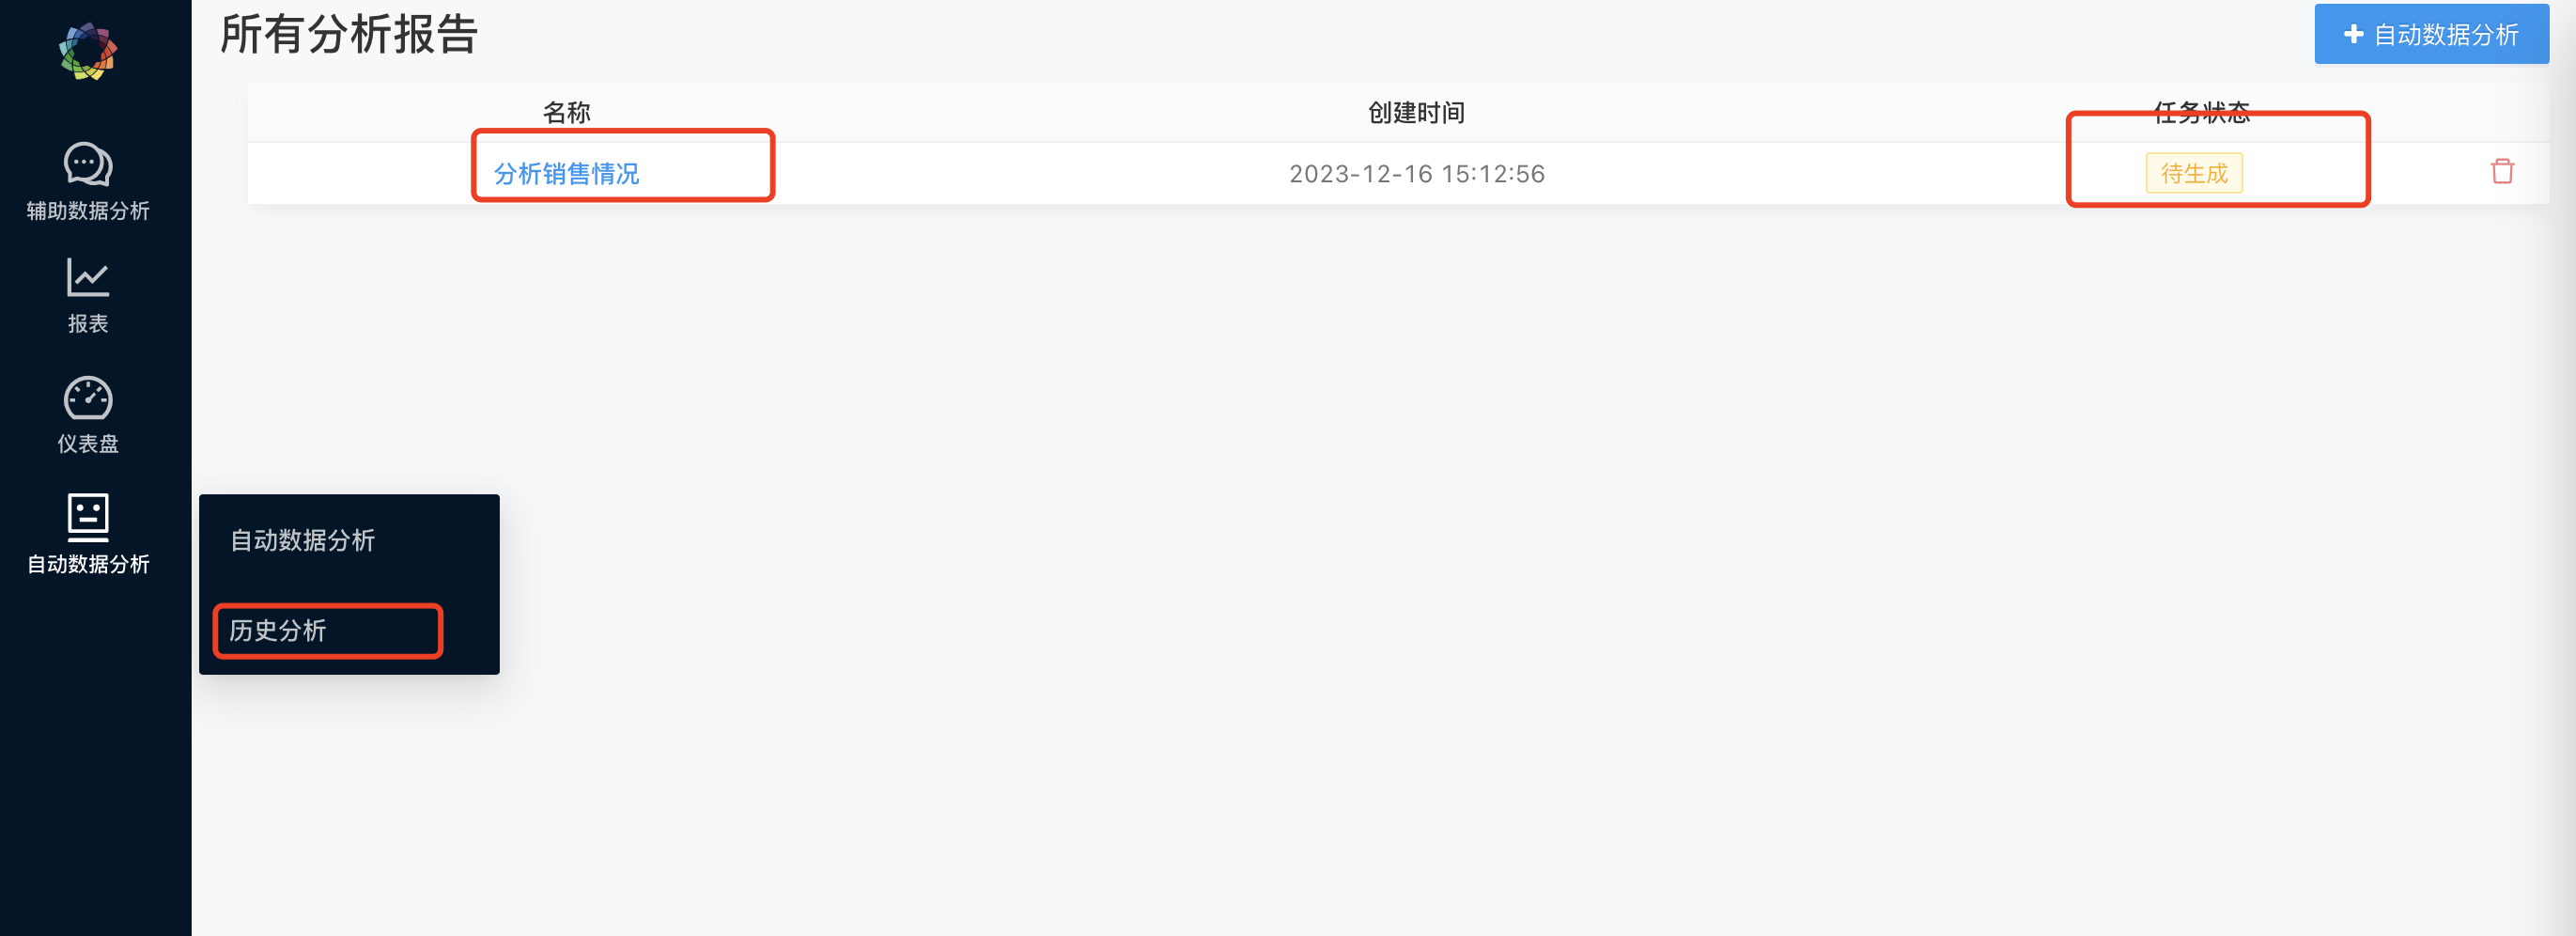 所有分析报告
自动数据分析
名称
创建时间
任务状态
分析销售情况
2023-12-16 15:12:56
待生成
辅助数据分析
报表
仪表盘
自动数据分析
自动数据分析
历史分析